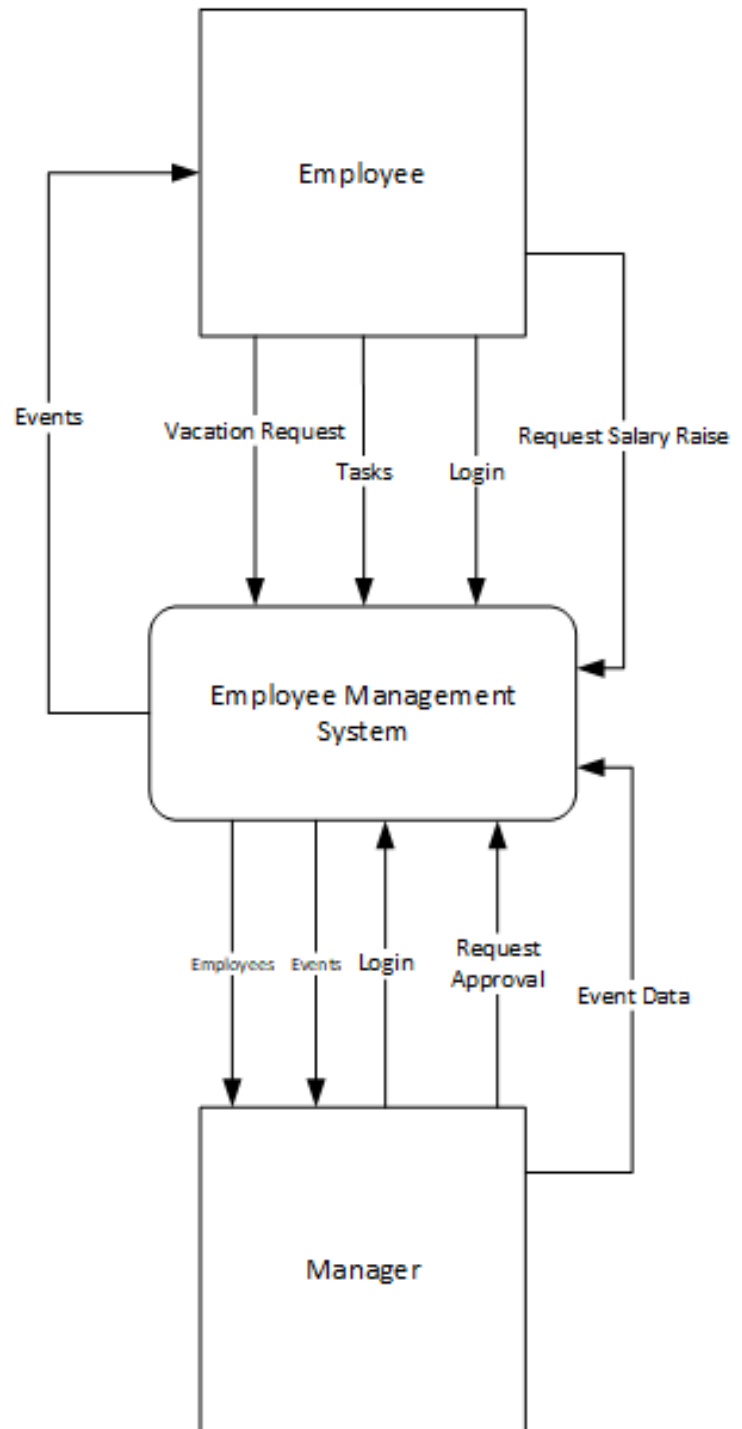 Employee
Events
Vacation Request
Tasks
Login
Request Salary Raise
Employee Management
System
Employees
Events
Login
Request
Approval
Event Data
Manager